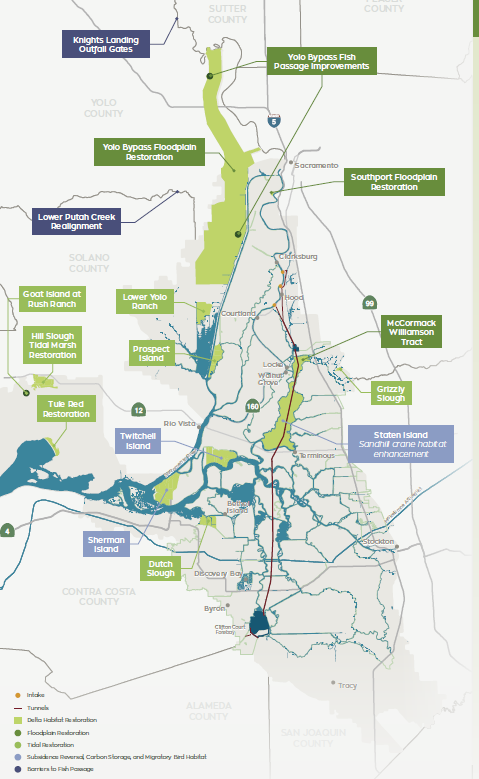 SUTTER
COUNTY
COUNTY
Knights Landing
Outfall Gates
Yolo Bypass Fish
Passage Improvements
YOLO
COUNTY
5
Yolo Bypass Floodplain
Restoration
Sacramento
Southport Floodplain
Restoration
Lower Putah Creek
Realignment
SOLANO
COUNTY
Clarksburg
Goat Island at
Rush Ranch
Lower Yolo
Ranch
Hood
99
Courtland
McCormack
Williamson
Tract
Hill Slough
Tidal Marsh
Restoration
Prospect
Island
Locke
Walnut
Grove
Grizzly
Slough
Tule Red
Restoration
12
160
Rio Vista
Twitchell
Island
Staten Island
Sandhill crane habitat
enhancement
Terminous
Bethel
Island
4
Sherman
Island
Stockton
Dutch
Slough
Discovery Bay
CONTRA COSTA
COUNTY
Byron
Clifton Court
Forebay
Tracy
ALAMEDA
COUNTY
SAN JOAQUIN
COUNTY
Intake
Tunnels
Delta Habitat Restoration
Floodplain Restoration
Tidal Restoration
Subsidence Reversal, Carbon Storage, and Migratory Bird Habitat
Barriers to Fish Passage